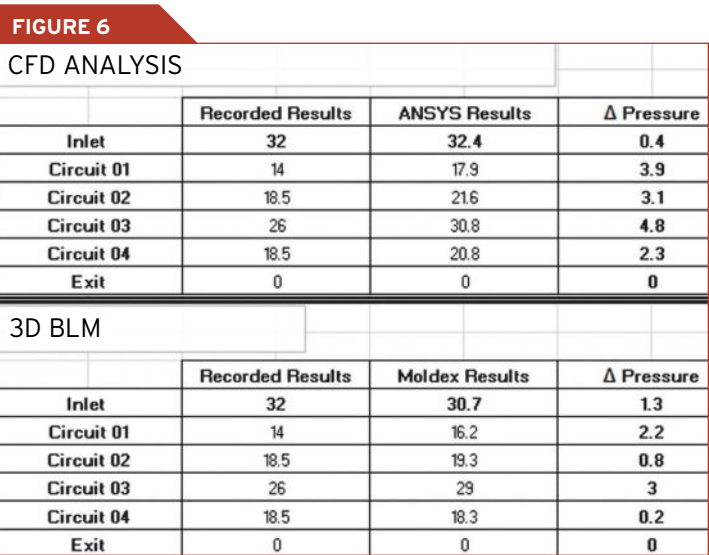 FIGURE 6
CFD ANALYSIS
Recorded Results ANSYS Results Δ Pressure
Inlet 32 32.4 0.4
Circuit 01 14 17.9 3.9
Circuit 02 18.5 21.6 3.1
Circuit 03 26 30.8 4.8
Circuit 04 18.5 20.8 2.3
Exit 0 0 0
3D BLM
Recorded Results Moldex Results Δ Pressure
Inlet 32 30.7 1.3
Circuit 01 14 16.2 2.2
Circuit 02 18.5 19.3 0.8
Circuit 03 26 29 3
Circuit 04 18.5 18.3 0.2
Exit 0 0 0